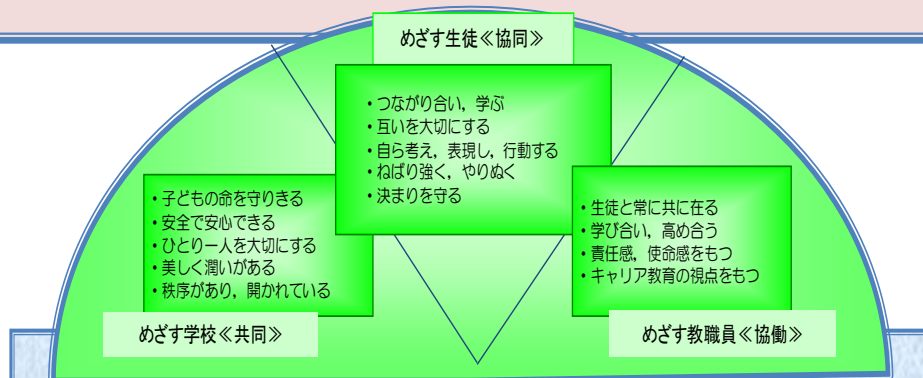 めざす生徒≪協同≫
・つながり合い，学ぶ
・互いを大切にする
・自ら考え，表現し，行動する
・ねばり強く，やりぬく
・決まりを守る
・子どもの命を守りきる
・安全で安心できる
・ひとり一人を大切にする
・美しく潤いがある
・秩序があり，開かれている
めざす学校≪共同≫
・生徒と常に共に在る
・学び合い，高め合う
・責任感，使命感をもつ
・キャリア教育の視点をもつ
めざす教職員≪協働≫